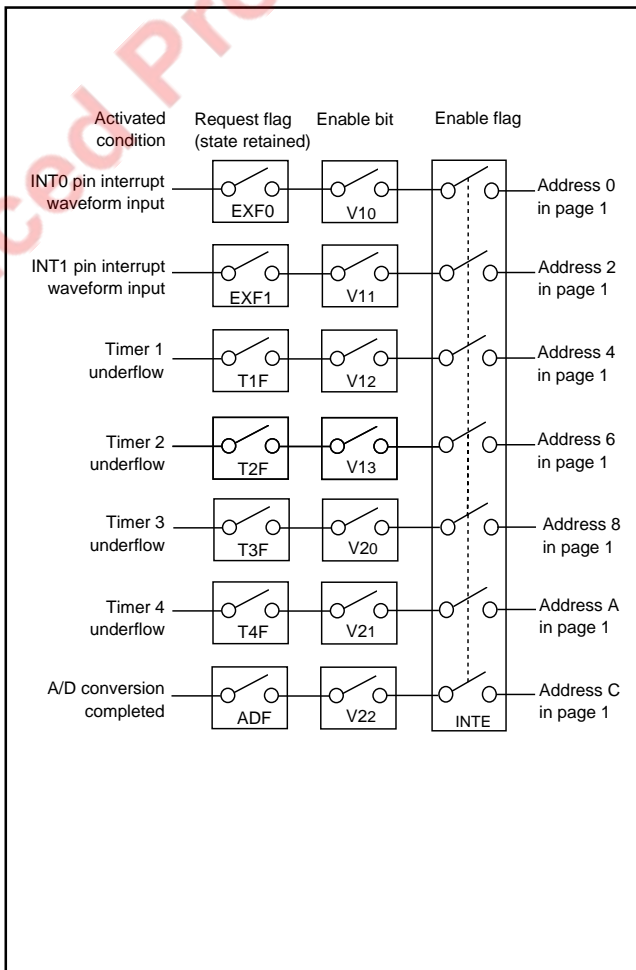 ced Pro
Activated condition
Request flag (state retained)
Enable bit
Enable flag
INT0 pin interrupt waveform input
EXF0
V10
Address 0 in page 1
INT1 pin interrupt waveform input
EXF1
V11
Address 2 in page 1
Timer 1 underflow
T1F
V12
Address 4 in page 1
Timer 2 underflow
T2F
V13
Address 6 in page 1
Timer 3 underflow
T3F
V20
Address 8 in page 1
Timer 4 underflow
T4F
V21
Address A in page 1
A/D conversion completed
ADF
V22
INTE
Address C in page 1